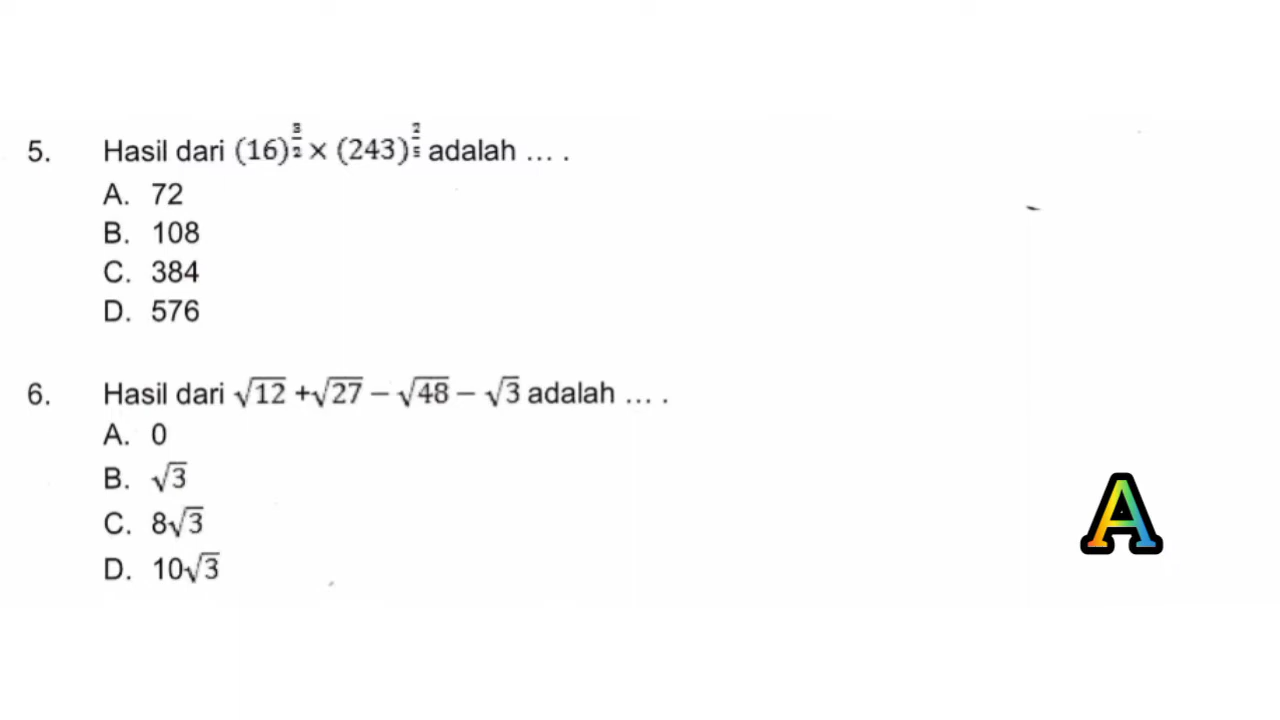 5. Hasil dari (16)^{3/2} × (243)^{2/5} adalah ... .
A. 72
B. 108
C. 384
D. 576
6. Hasil dari √12 +√27 − √48 − √3 adalah ... .
A. 0
B. √3
C. 8√3
D. 10√3
A